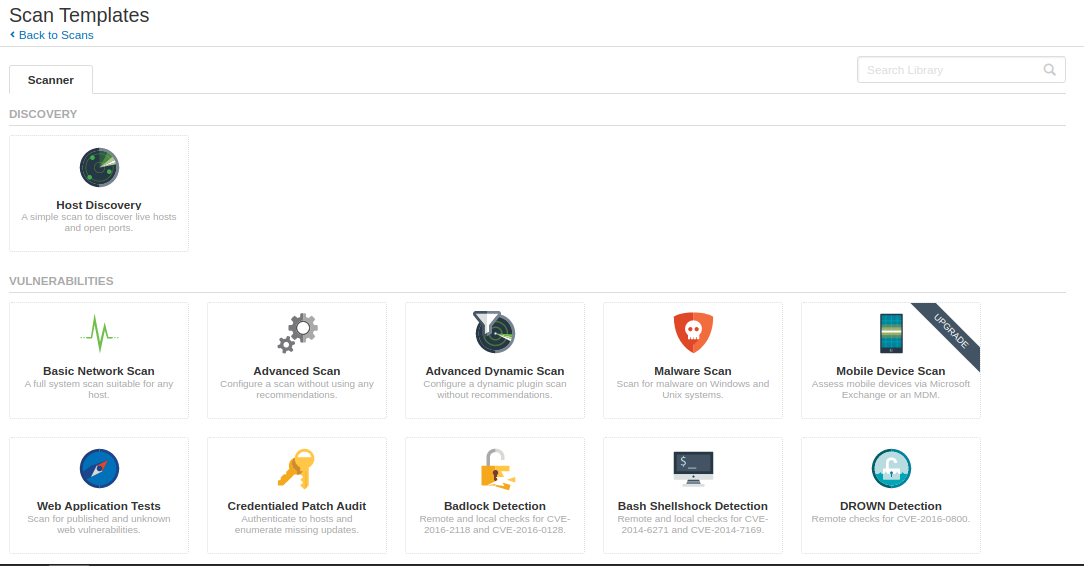 Scan Templates
Back to Scans
Scanner
Search Library
DISCOVERY
Host Discovery
A simple scan to discover live hosts
and open ports.
VULNERABILITIES
Basic Network Scan
A full system scan suitable for any
host.
Advanced Scan
Configure a scan without using any
recommendations.
Advanced Dynamic Scan
Configure a dynamic plugin scan
without recommendations.
Malware Scan
Scan for malware on Windows and
Unix systems.
UPGRADE
Mobile Device Scan
Assess mobile devices via Microsoft
Exchange or an MDM.
Web Application Tests
Scan for published and unknown
web vulnerabilities.
Credentialed Patch Audit
Authenticate to hosts and
enumerate missing updates.
Badlock Detection
Remote and local checks for CVE-
2016-2118 and CVE-2016-0128.
$_
Bash Shellshock Detection
Remote and local checks for CVE-
2014-6271 and CVE-2014-7169.
DROWN Detection
Remote checks for CVE-2016-0800.